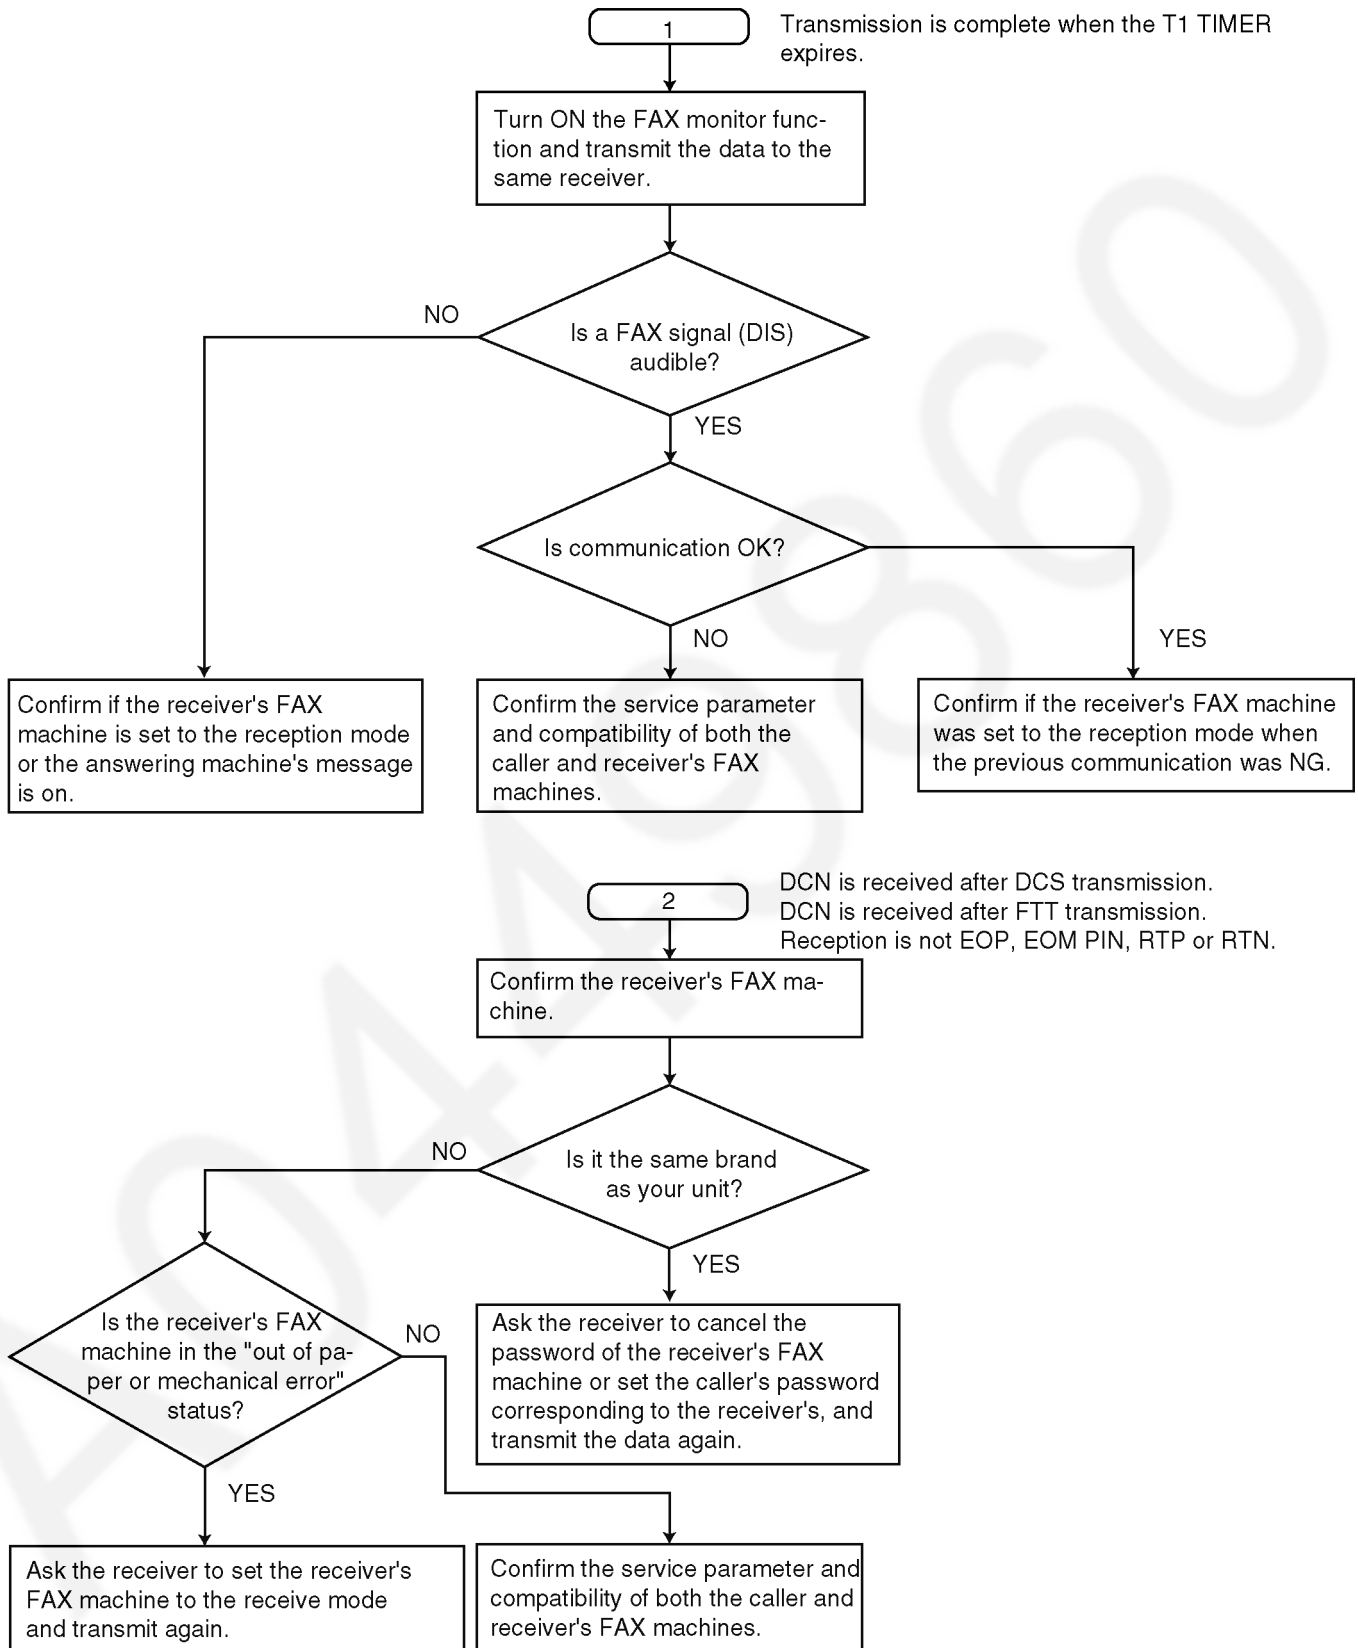 1
Transmission is complete when the T1 TIMER
expires.
Turn ON the FAX monitor func-
tion and transmit the data to the
same receiver.
NO
Is a FAX signal (DIS)
audible?
YES
Is communication OK?
NO
YES
Confirm if the receiver's FAX
machine is set to the reception mode
or the answering machine's message
is on.
Confirm the service parameter
and compatibility of both the
caller and receiver's FAX
machines.
Confirm if the receiver's FAX machine
was set to the reception mode when
the previous communication was NG.
2
DCN is received after DCS transmission.
DCN is received after FTT transmission.
Reception is not EOP, EOM PIN, RTP or RTN.
Confirm the receiver's FAX ma-
chine.
NO
Is it the same brand
as your unit?
YES
Is the receiver's FAX
machine in the "out of pa-
per or mechanical error"
status?
NO
Ask the receiver to cancel the
password of the receiver's FAX
machine or set the caller's password
corresponding to the receiver's, and
transmit the data again.
YES
Ask the receiver to set the receiver's
FAX machine to the receive mode
and transmit again.
Confirm the service parameter and
compatibility of both the caller and
receiver's FAX machines.
A0449860